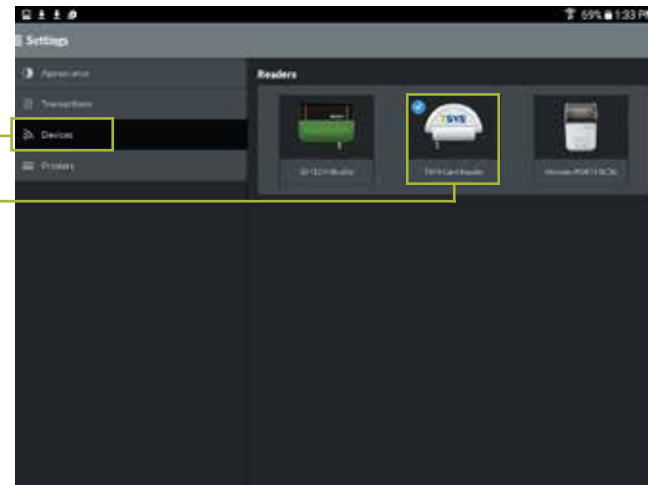 69% 1:33 PM
Settings
Appearance
Readers
Transactions
Devices
Printers
TSYS
TSYS Card Reader